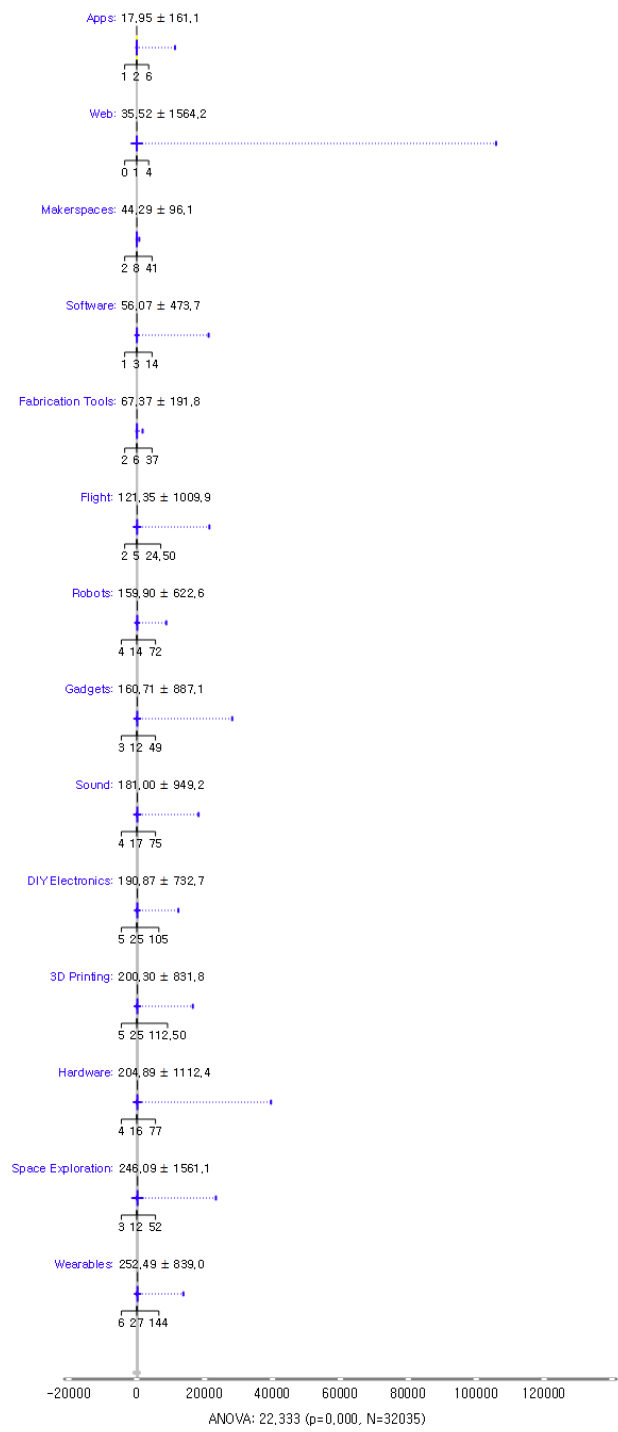 Apps: 17,95 ± 161,1
1 2 6
Web: 35,52 ± 1564,2
0 1 4
Makerspaces: 44,29 ± 96,1
2 8 41
Software: 56,07 ± 473,7
1 3 14
Fabrication Tools: 67,37 ± 191,8
2 6 37
Flight: 121,35 ± 1009,9
2 5 24,50
Robots: 159,90 ± 622,6
4 14 72
Gadgets: 160,71 ± 887,1
3 12 49
Sound: 181,00 ± 949,2
4 17 75
DIY Electronics: 190,87 ± 732,7
5 25 105
3D Printing: 200,30 ± 831,8
5 25 112,50
Hardware: 204,89 ± 1112,4
4 16 77
Space Exploration: 246,09 ± 1561,1
3 12 52
Wearables: 252,49 ± 839,0
6 27 144
-20000 0 20000 40000 60000 80000 100000 120000
ANOVA: 22,333 (p=0,000, N=32035)